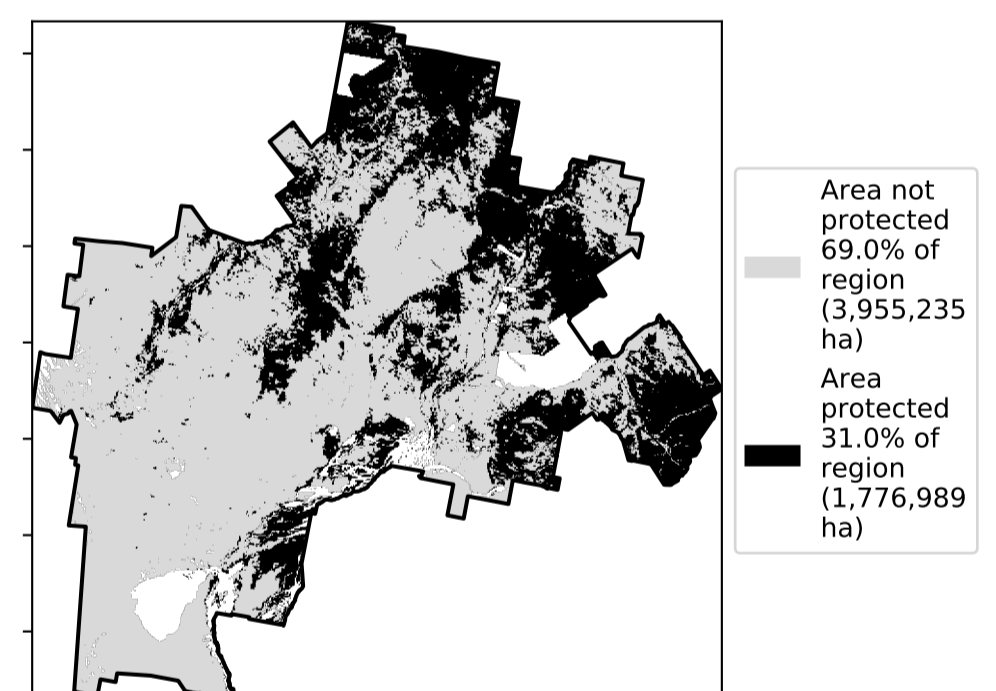 Area not
protected
69.0% of
region
(3,955,235
ha)
Area
protected
31.0% of
region
(1,776,989
ha)